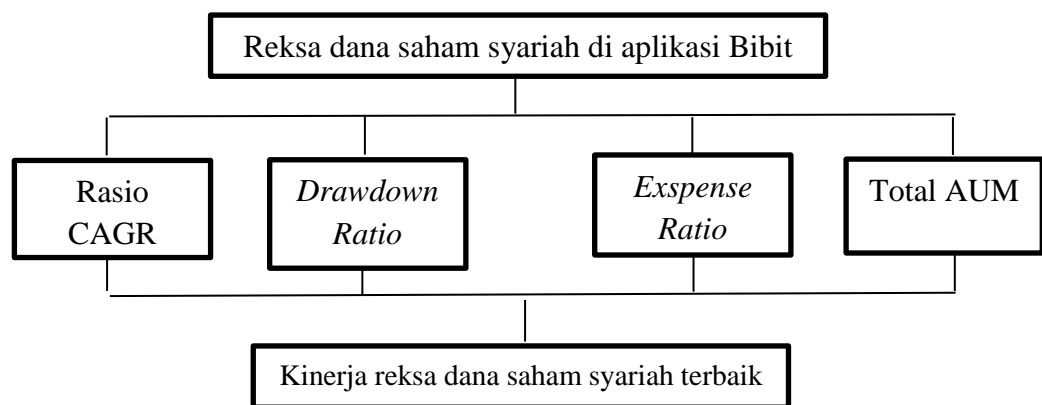 Reksa dana saham syariah di aplikasi Bibit
Rasio
CAGR
Drawdown
Ratio
Exspense
Ratio
Total AUM
Kinerja reksa dana saham syariah terbaik